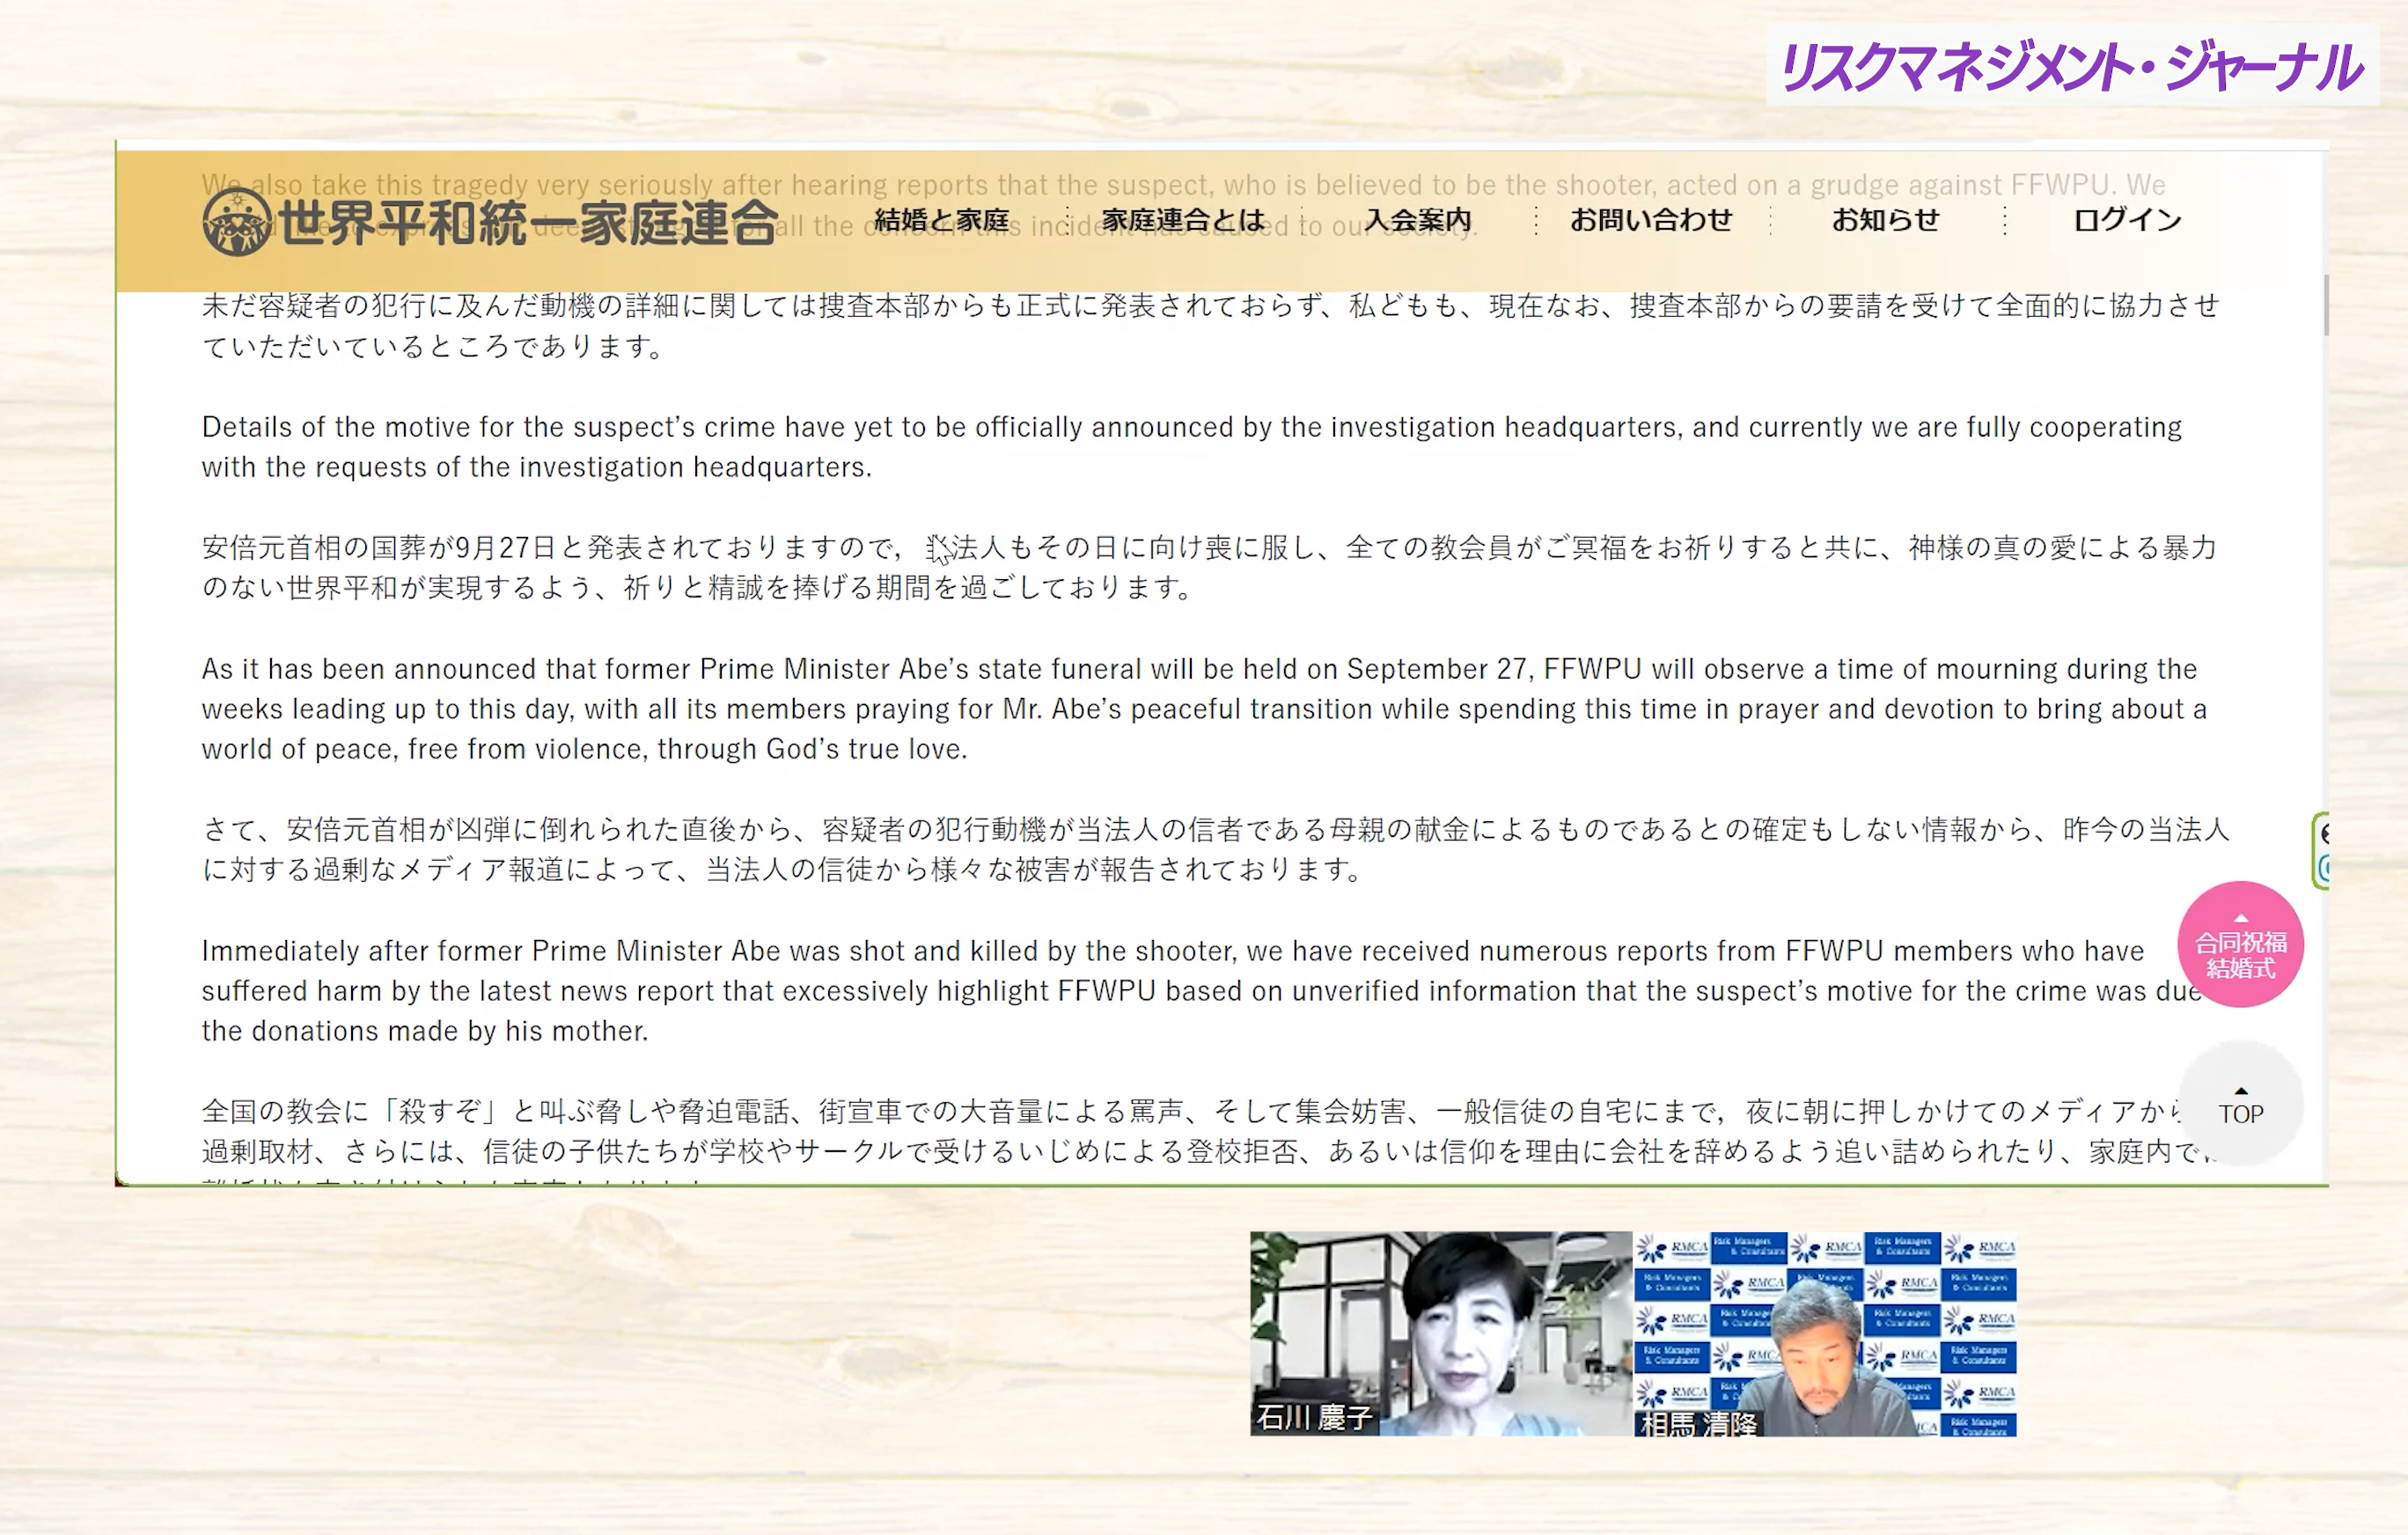 リスクマネジメント・ジャーナル
We also take this tragedy very seriously after hearing reports that the suspect, who is believed to be the shooter, acted on a grudge against FFWPU. We
世界平和統一家庭連合
結婚と家庭
家庭連合とは
入会案内
お問い合わせ
お知らせ
ログイン
all the concern this incident has caused to our society.
未だ容疑者の犯行に及んだ動機の詳細に関しては捜査本部からも正式に発表されておらず、私どもも、現在なお、捜査本部からの要請を受けて全面的に協力させ
ていただいているところであります。
Details of the motive for the suspect's crime have yet to be officially announced by the investigation headquarters, and currently we are fully cooperating
with the requests of the investigation headquarters.
安倍元首相の国葬が9月27日と発表されておりますので，当法人もその日に向け喪に服し、全ての教会員がご冥福をお祈りすると共に、神様の真の愛による暴力
のない世界平和が実現するよう、祈りと精誠を捧げる期間を過ごしております。
As it has been announced that former Prime Minister Abe's state funeral will be held on September 27, FFWPU will observe a time of mourning during the
weeks leading up to this day, with all its members praying for Mr. Abe's peaceful transition while spending this time in prayer and devotion to bring about a
world of peace, free from violence, through God's true love.
さて、安倍元首相が凶弾に倒れられた直後から、容疑者の犯行動機が当法人の信者である母親の献金によるものであるとの確定もしない情報から、昨今の当法人
に対する過剰なメディア報道によって、当法人の信徒から様々な被害が報告されております。
Immediately after former Prime Minister Abe was shot and killed by the shooter, we have received numerous reports from FFWPU members who have
suffered harm by the latest news report that excessively highlight FFWPU based on unverified information that the suspect's motive for the crime was due
the donations made by his mother.
合同祝福
結婚式
全国の教会に「殺すぞ」と叫ぶ脅しや脅迫電話、街宣車での大音量による罵声、そして集会妨害、一般信徒の自宅にまで，夜に朝に押しかけてのメディアから
過剰取材、さらには、信徒の子供たちが学校やサークルで受けるいじめによる登校拒否、あるいは信仰を理由に会社を辞めるよう追い詰められたり、家庭内で
TOP
石川 慶子
相馬 清隆
RMCA
Risk Managers
& Consultants